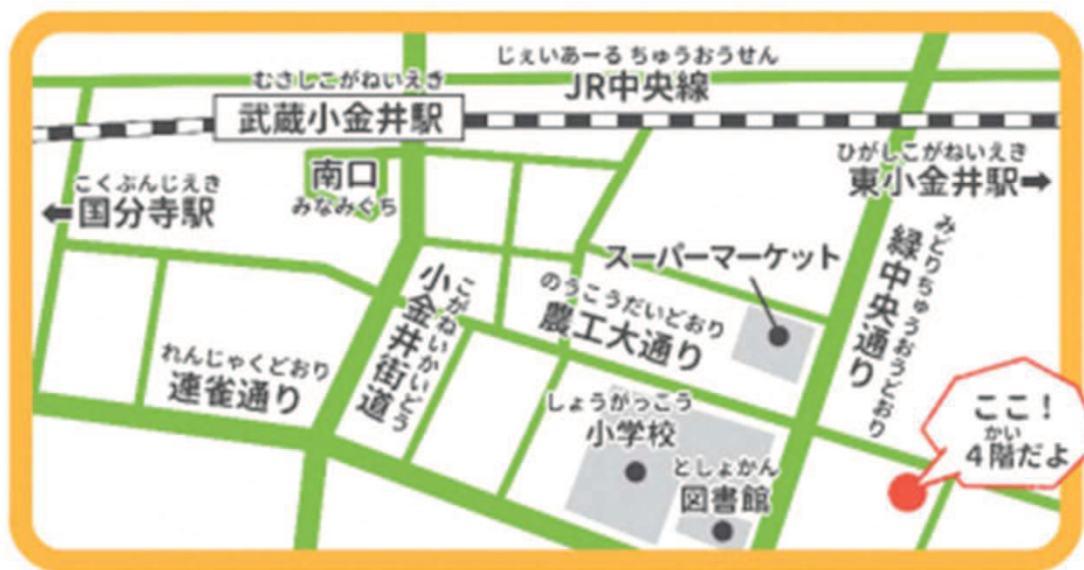 じぇいあーる ちゅうおうせん
JR中央線
むさしこがねいえき
武蔵小金井駅
南口
みなみぐち
こくぶんじえき
←国分寺駅
ひがしこがねいえき
東小金井駅→
スーパーマーケット
みどりちゅうおうどおり
緑中央通り
のうこうだいどおり
農工大通り
こがねいかいどう
小金井街道
れんじゃくどおり
連雀通り
しょうがっこう
小学校
としょかん
図書館
ここ！
かい
4階だよ